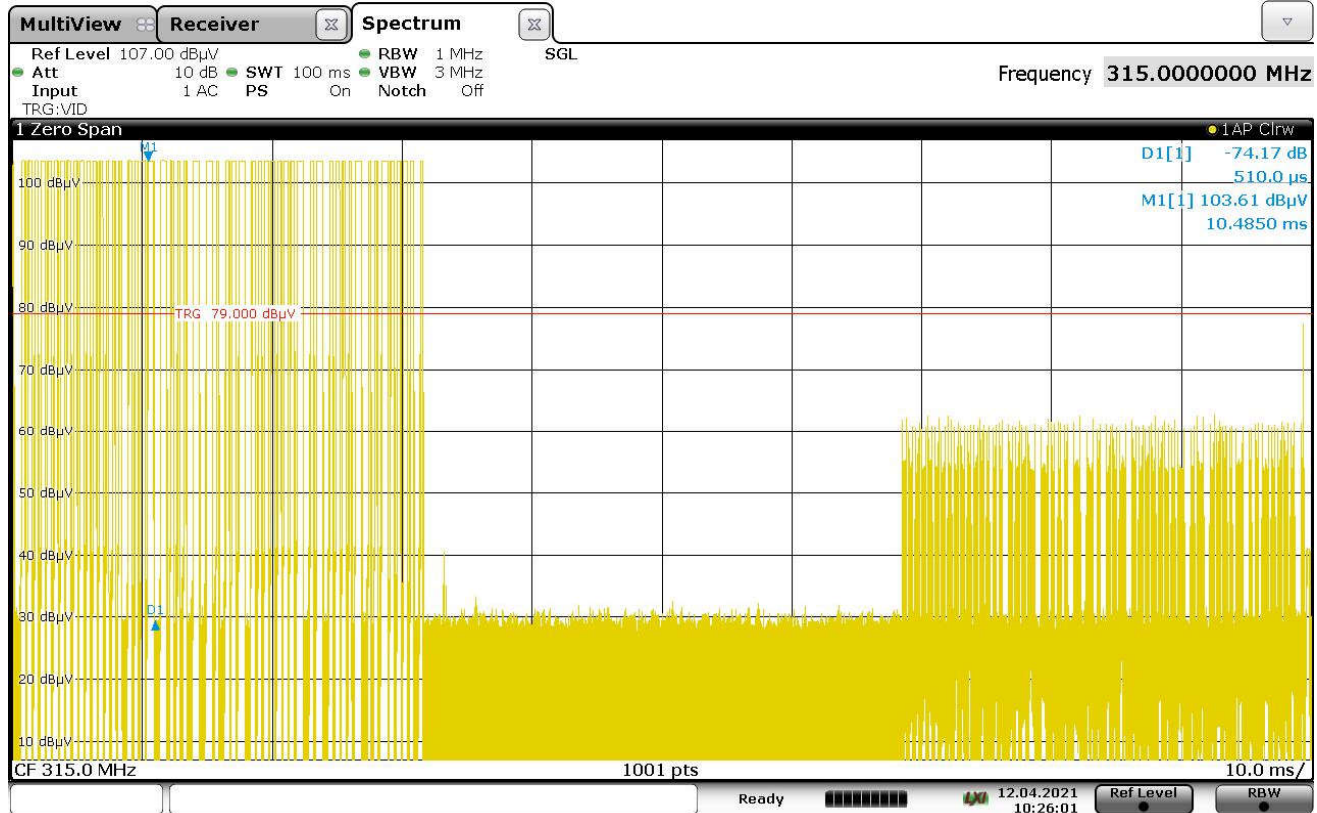 MultiView Receiver Spectrum
Ref Level 107.00 dBµV RBW 1 MHz SGL
Att 10 dB SWT 100 ms VBW 3 MHz Frequency 315.0000000 MHz
Input 1 AC PS On Notch Off
TRG:VID
1 Zero Span 1AP Clrw
M1
D1[1] -74.17 dB
510.0 µs
M1[1] 103.61 dBµV
10.4850 ms
100 dBµV
90 dBµV
80 dBµV
TRG 79.000 dBµV
70 dBµV
60 dBµV
50 dBµV
40 dBµV
D1
30 dBµV
20 dBµV
10 dBµV
CF 315.0 MHz 1001 pts 10.0 ms/
Ready LXI 12.04.2021 Ref Level RBW
10:26:01